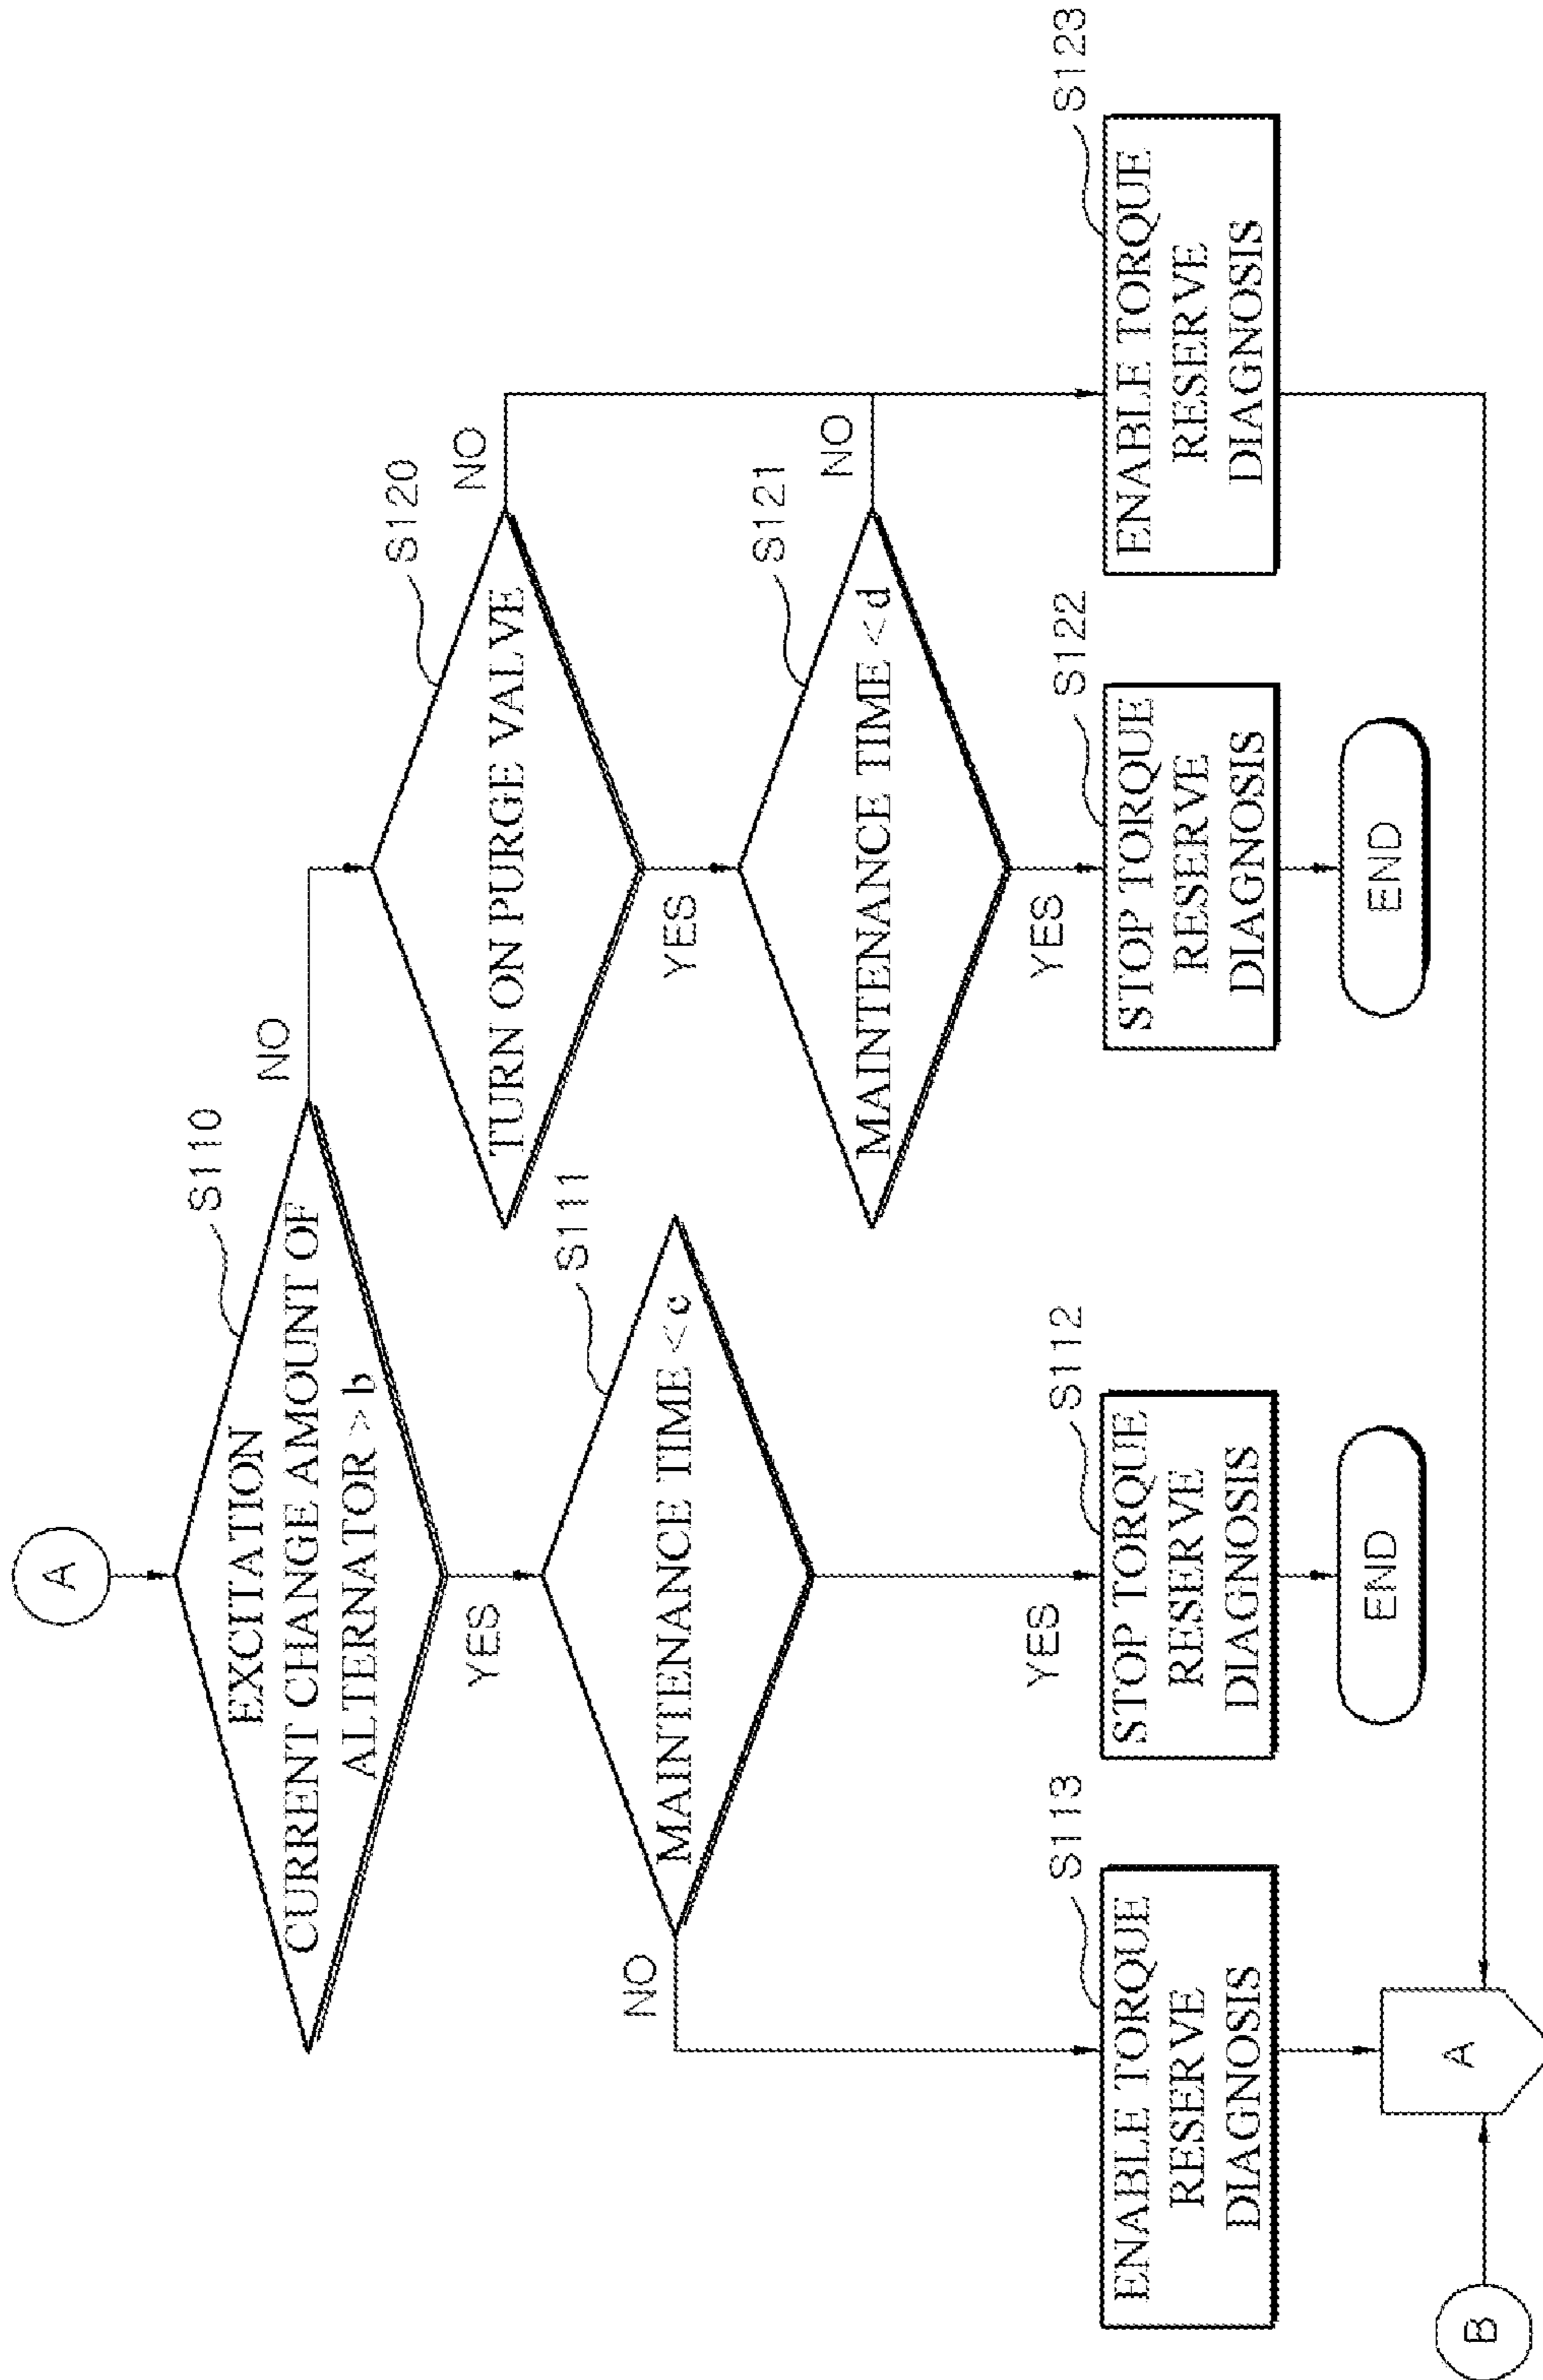 A
S110
EXCITATION
CURRENT CHANGE AMOUNT OF
ALTERNATOR > b
NO
YES
S120
TURN ON PURGE VALVE
NO
YES
S111
MAINTENANCE TIME < c
NO
YES
S121
MAINTENANCE TIME < d
NO
YES
S113
ENABLE TORQUE
RESERVE
DIAGNOSIS
S112
STOP TORQUE
RESERVE
DIAGNOSIS
S122
STOP TORQUE
RESERVE
DIAGNOSIS
S123
ENABLE TORQUE
RESERVE
DIAGNOSIS
END
END
B
A